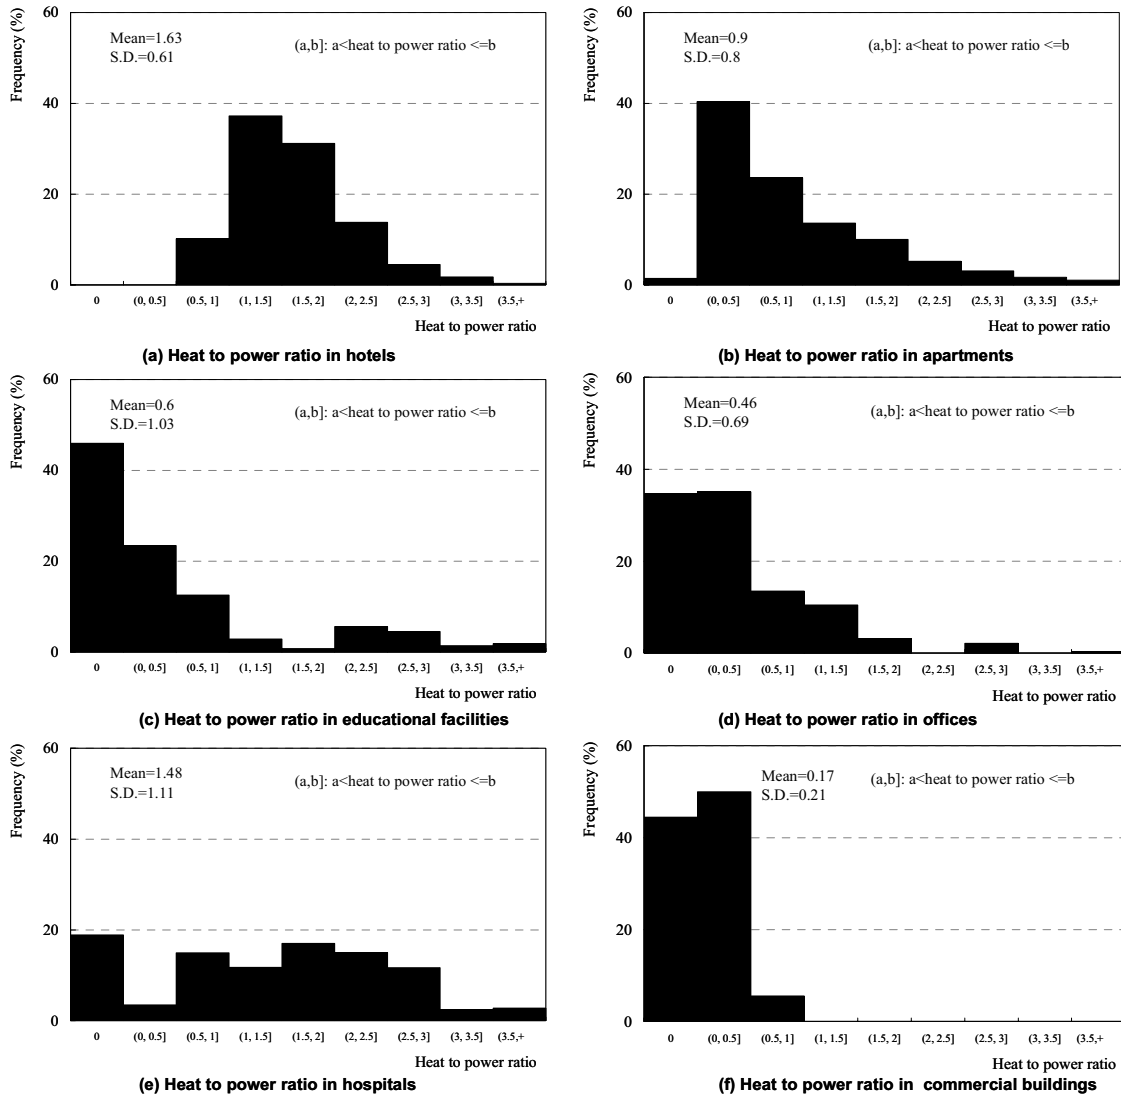 Frequency (%)
60
40
20
0
Mean=1.63
S.D.=0.61
(a,b]: a<heat to power ratio <=b
0 (0, 0.5] (0.5, 1] (1, 1.5] (1.5, 2] (2, 2.5] (2.5, 3] (3, 3.5] (3.5,+
Heat to power ratio
(a) Heat to power ratio in hotels
Frequency (%)
60
40
20
0
Mean=0.9
S.D.=0.8
(a,b]: a<heat to power ratio <=b
0 (0, 0.5] (0.5, 1] (1, 1.5] (1.5, 2] (2, 2.5] (2.5, 3] (3, 3.5] (3.5,+
Heat to power ratio
(b) Heat to power ratio in apartments
Frequency (%)
60
40
20
0
Mean=0.6
S.D.=1.03
(a,b]: a<heat to power ratio <=b
0 (0, 0.5] (0.5, 1] (1, 1.5] (1.5, 2] (2, 2.5] (2.5, 3] (3, 3.5] (3.5,+
Heat to power ratio
(c) Heat to power ratio in educational facilities
Frequency (%)
60
40
20
0
Mean=0.46
S.D.=0.69
(a,b]: a<heat to power ratio <=b
0 (0, 0.5] (0.5, 1] (1, 1.5] (1.5, 2] (2, 2.5] (2.5, 3] (3, 3.5] (3.5,+
Heat to power ratio
(d) Heat to power ratio in offices
Frequency (%)
60
40
20
0
Mean=1.48
S.D.=1.11
(a,b]: a<heat to power ratio <=b
0 (0, 0.5] (0.5, 1] (1, 1.5] (1.5, 2] (2, 2.5] (2.5, 3] (3, 3.5] (3.5,+
Heat to power ratio
(e) Heat to power ratio in hospitals
Frequency (%)
60
40
20
0
Mean=0.17
S.D.=0.21
(a,b]: a<heat to power ratio <=b
0 (0, 0.5] (0.5, 1] (1, 1.5] (1.5, 2] (2, 2.5] (2.5, 3] (3, 3.5] (3.5,+
Heat to power ratio
(f) Heat to power ratio in commercial buildings